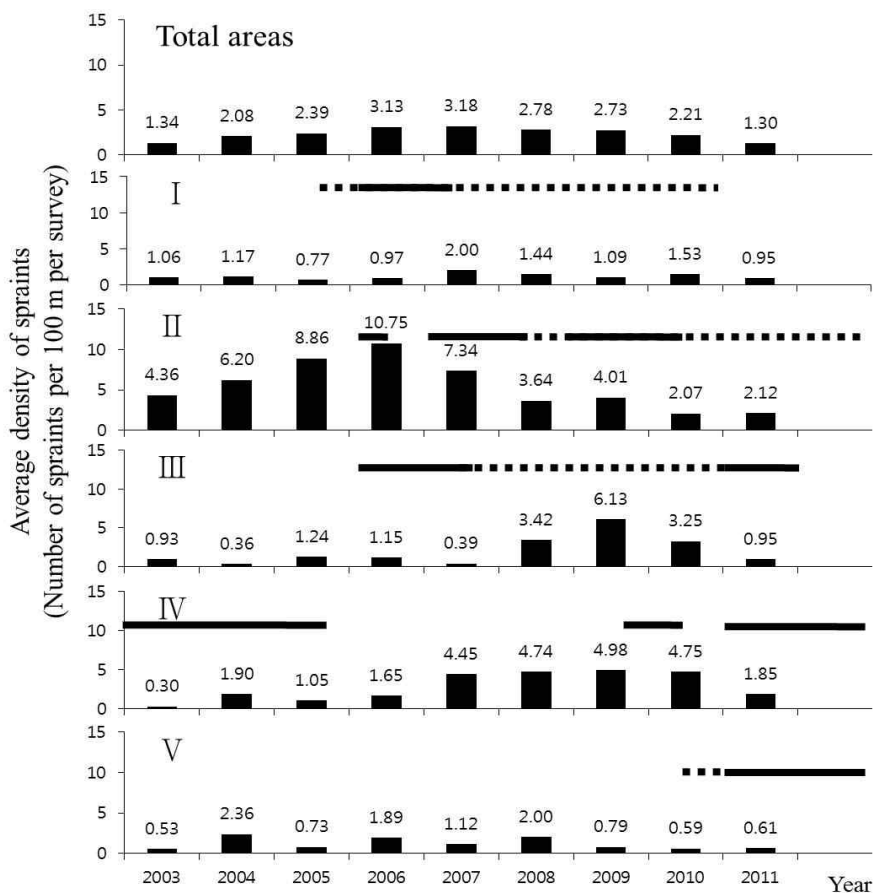 Average density of spraints
(Number of spraints per 100 m per survey)
Total areas
15
10
5
0
1.34 2.08 2.39 3.13 3.18 2.78 2.73 2.21 1.30
I
15
10
5
0
1.06 1.17 0.77 0.97 2.00 1.44 1.09 1.53 0.95
II
15
10
5
0
4.36 6.20 8.86 10.75 7.34 3.64 4.01 2.07 2.12
III
15
10
5
0
0.93 0.36 1.24 1.15 0.39 3.42 6.13 3.25 0.95
IV
15
10
5
0
0.30 1.90 1.05 1.65 4.45 4.74 4.98 4.75 1.85
V
15
10
5
0
0.53 2.36 0.73 1.89 1.12 2.00 0.79 0.59 0.61
2003 2004 2005 2006 2007 2008 2009 2010 2011 Year